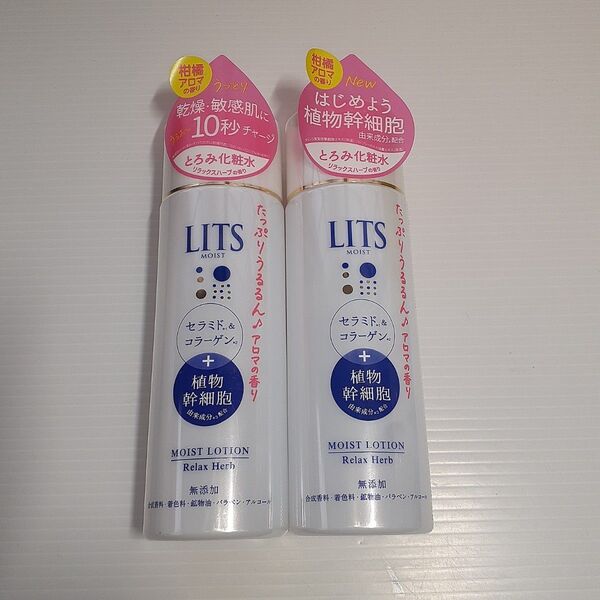 柑橘
アロマ
の香り
うっとり
乾燥・敏感肌に
10秒チャージ
とろみ化粧水
リラックスハーブの香り
LITS
MOIST
たっぷりうるるん♪アロマの香り
セラミド&
コラーゲン
+
植物
幹細胞
由来成分配合
MOIST LOTION
Relax Herb
無添加
合成香料・着色料・鉱物油・パラベン・アルコール
柑橘
アロマ
の香り
New
はじめよう
植物幹細胞
由来成分配合
とろみ化粧水
リラックスハーブの香り
LITS
MOIST
たっぷりうるるん♪アロマの香り
セラミド&
コラーゲン
+
植物
幹細胞
由来成分配合
MOIST LOTION
Relax Herb
無添加
合成香料・着色料・鉱物油・パラベン・アルコール